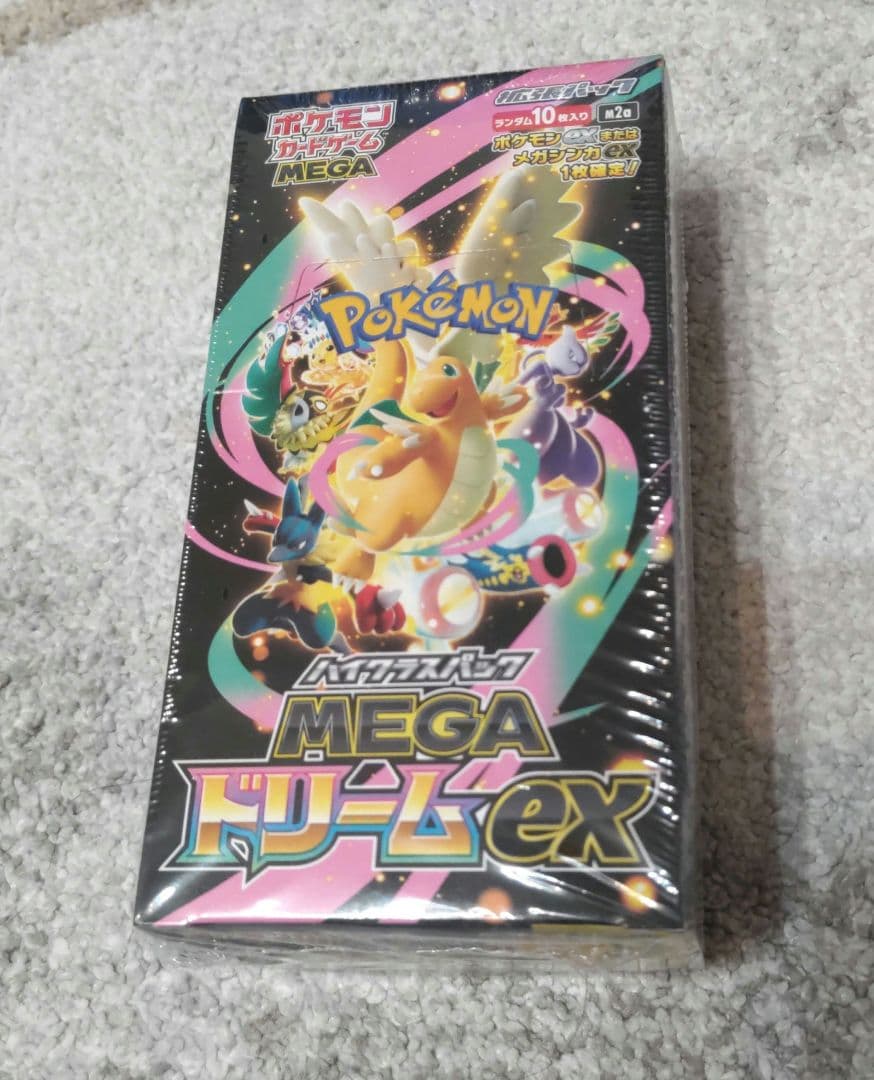 ポケモン
カードゲーム
MEGA
拡張パック
ランダム10枚入り
M2a
ポケモンexまたは
メガシンカex
1枚確定!!
POKéMON
ハイクラスパック
MEGA
ドリームex